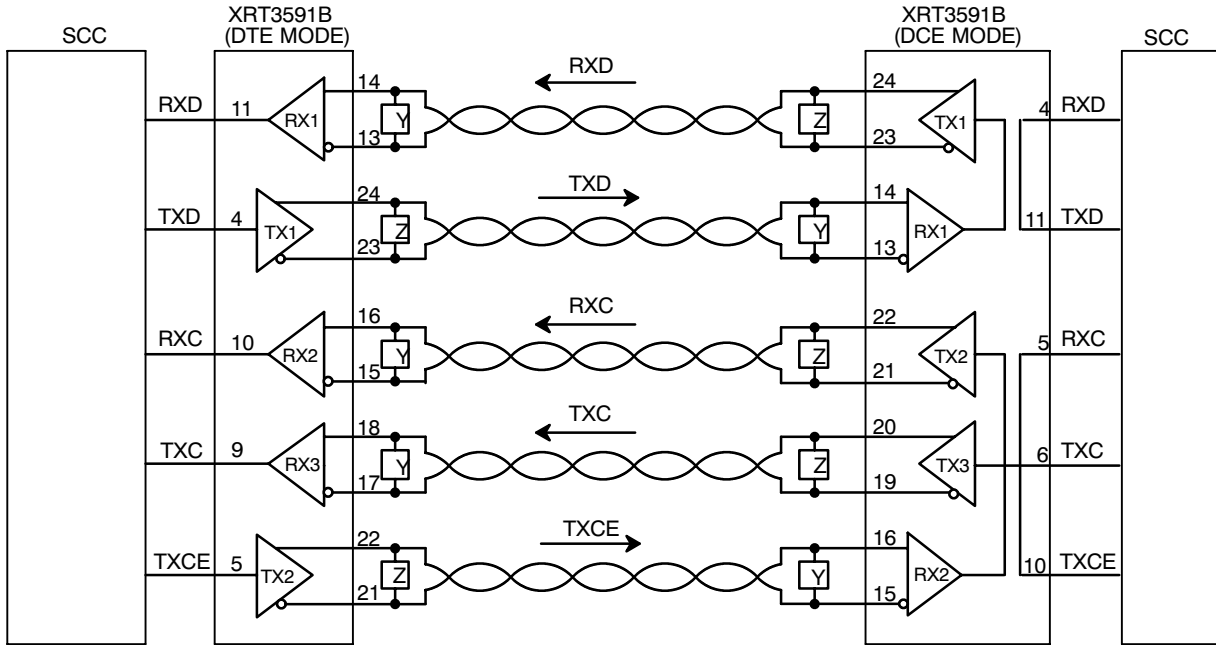 XRT3591B
(DTE MODE)
XRT3591B
(DCE MODE)
SCC
SCC
RXD
11
RX1
14
13
Y
RXD
Z
24
23
TX1
4
RXD
TXD
4
TX1
24
23
Z
TXD
Y
14
13
RX1
11
TXD
RXC
10
RX2
16
15
Y
RXC
Z
22
21
TX2
5
RXC
TXC
9
RX3
18
17
Y
TXC
Z
20
19
TX3
6
TXC
TXCE
5
TX2
22
21
Z
TXCE
Y
16
15
RX2
10
TXCE